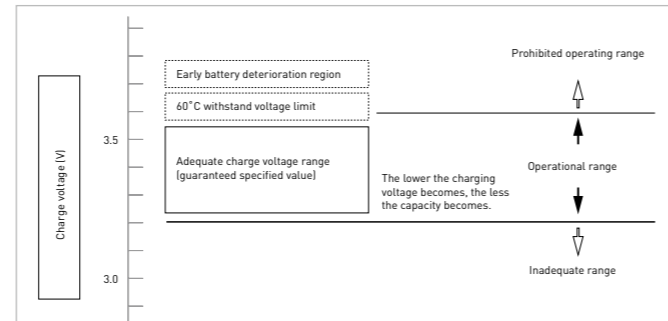 Charge voltage (V)
3.5
3.0
Early battery deterioration region
60°C withstand voltage limit
Adequate charge voltage range
(guaranteed specified value)
The lower the charging
voltage becomes, the less
the capacity becomes.
Prohibited operating range
Operational range
Inadequate range